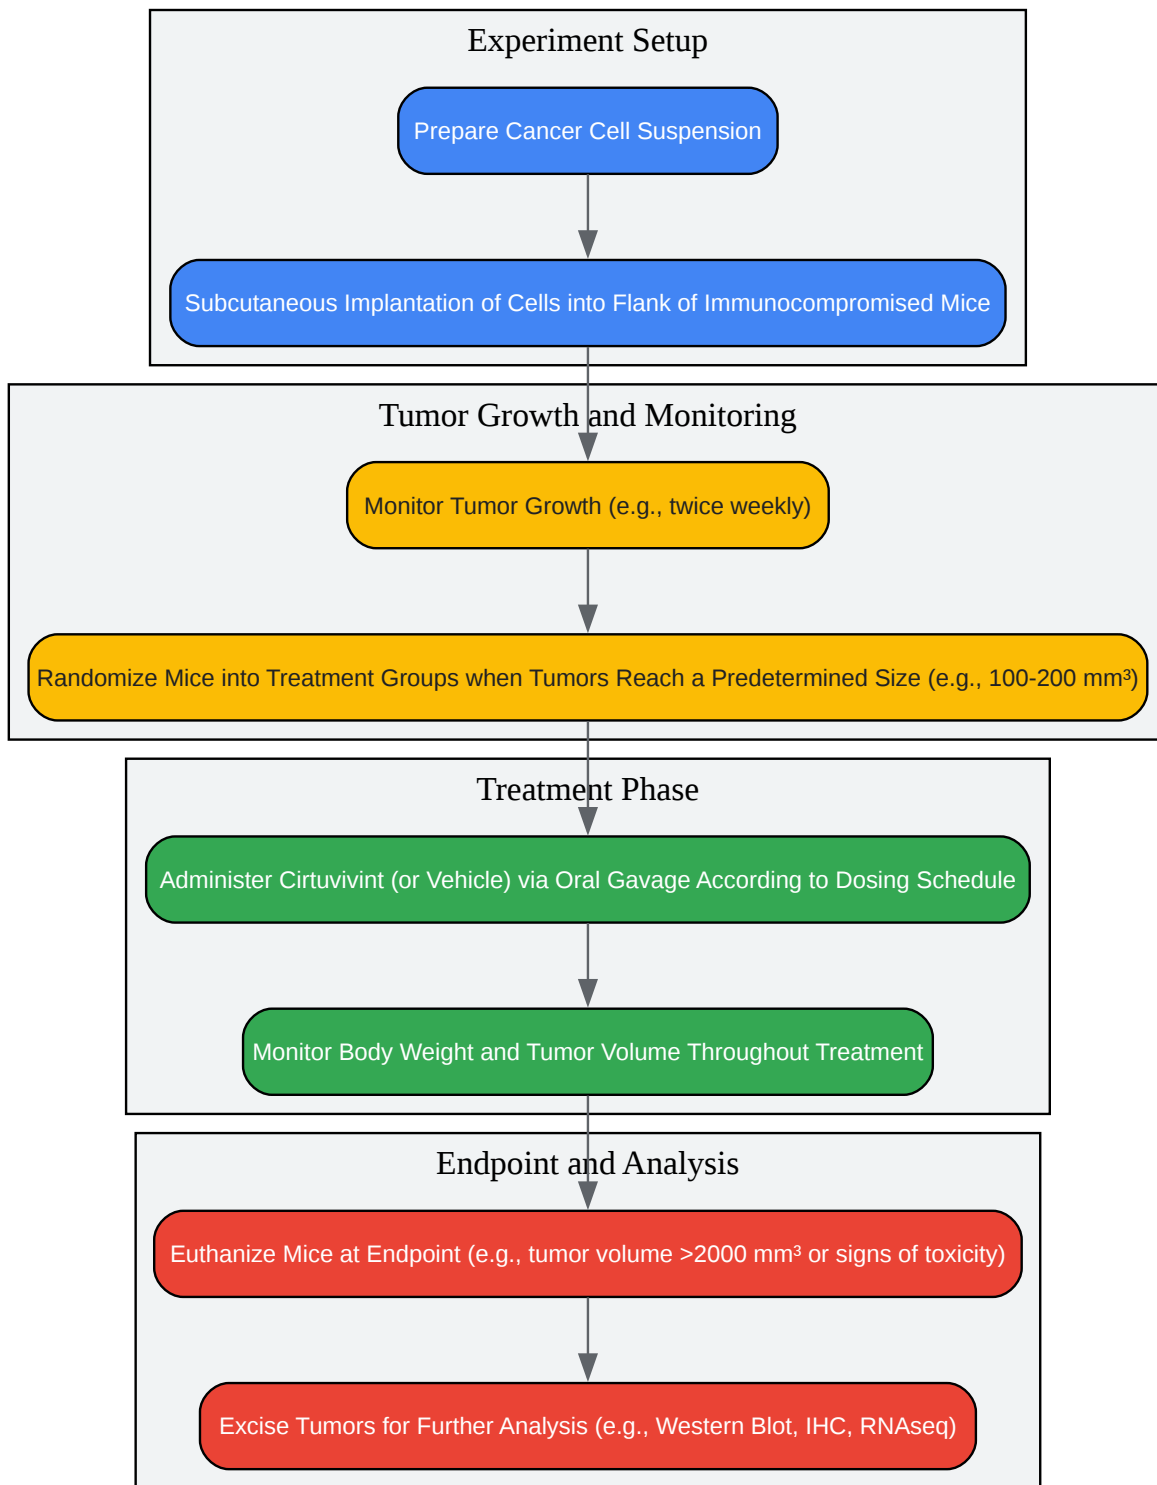 Experiment Setup
Prepare Cancer Cell Suspension
Subcutaneous Implantation of Cells into Flank of Immunocompromised Mice
Tumor Growth and Monitoring
Monitor Tumor Growth (e.g., twice weekly)
Randomize Mice into Treatment Groups when Tumors Reach a Predetermined Size (e.g., 100-200 mm³)
Treatment Phase
Administer Cirtuvivint (or Vehicle) via Oral Gavage According to Dosing Schedule
Monitor Body Weight and Tumor Volume Throughout Treatment
Endpoint and Analysis
Euthanize Mice at Endpoint (e.g., tumor volume >2000 mm³ or signs of toxicity)
Excise Tumors for Further Analysis (e.g., Western Blot, IHC, RNAseq)